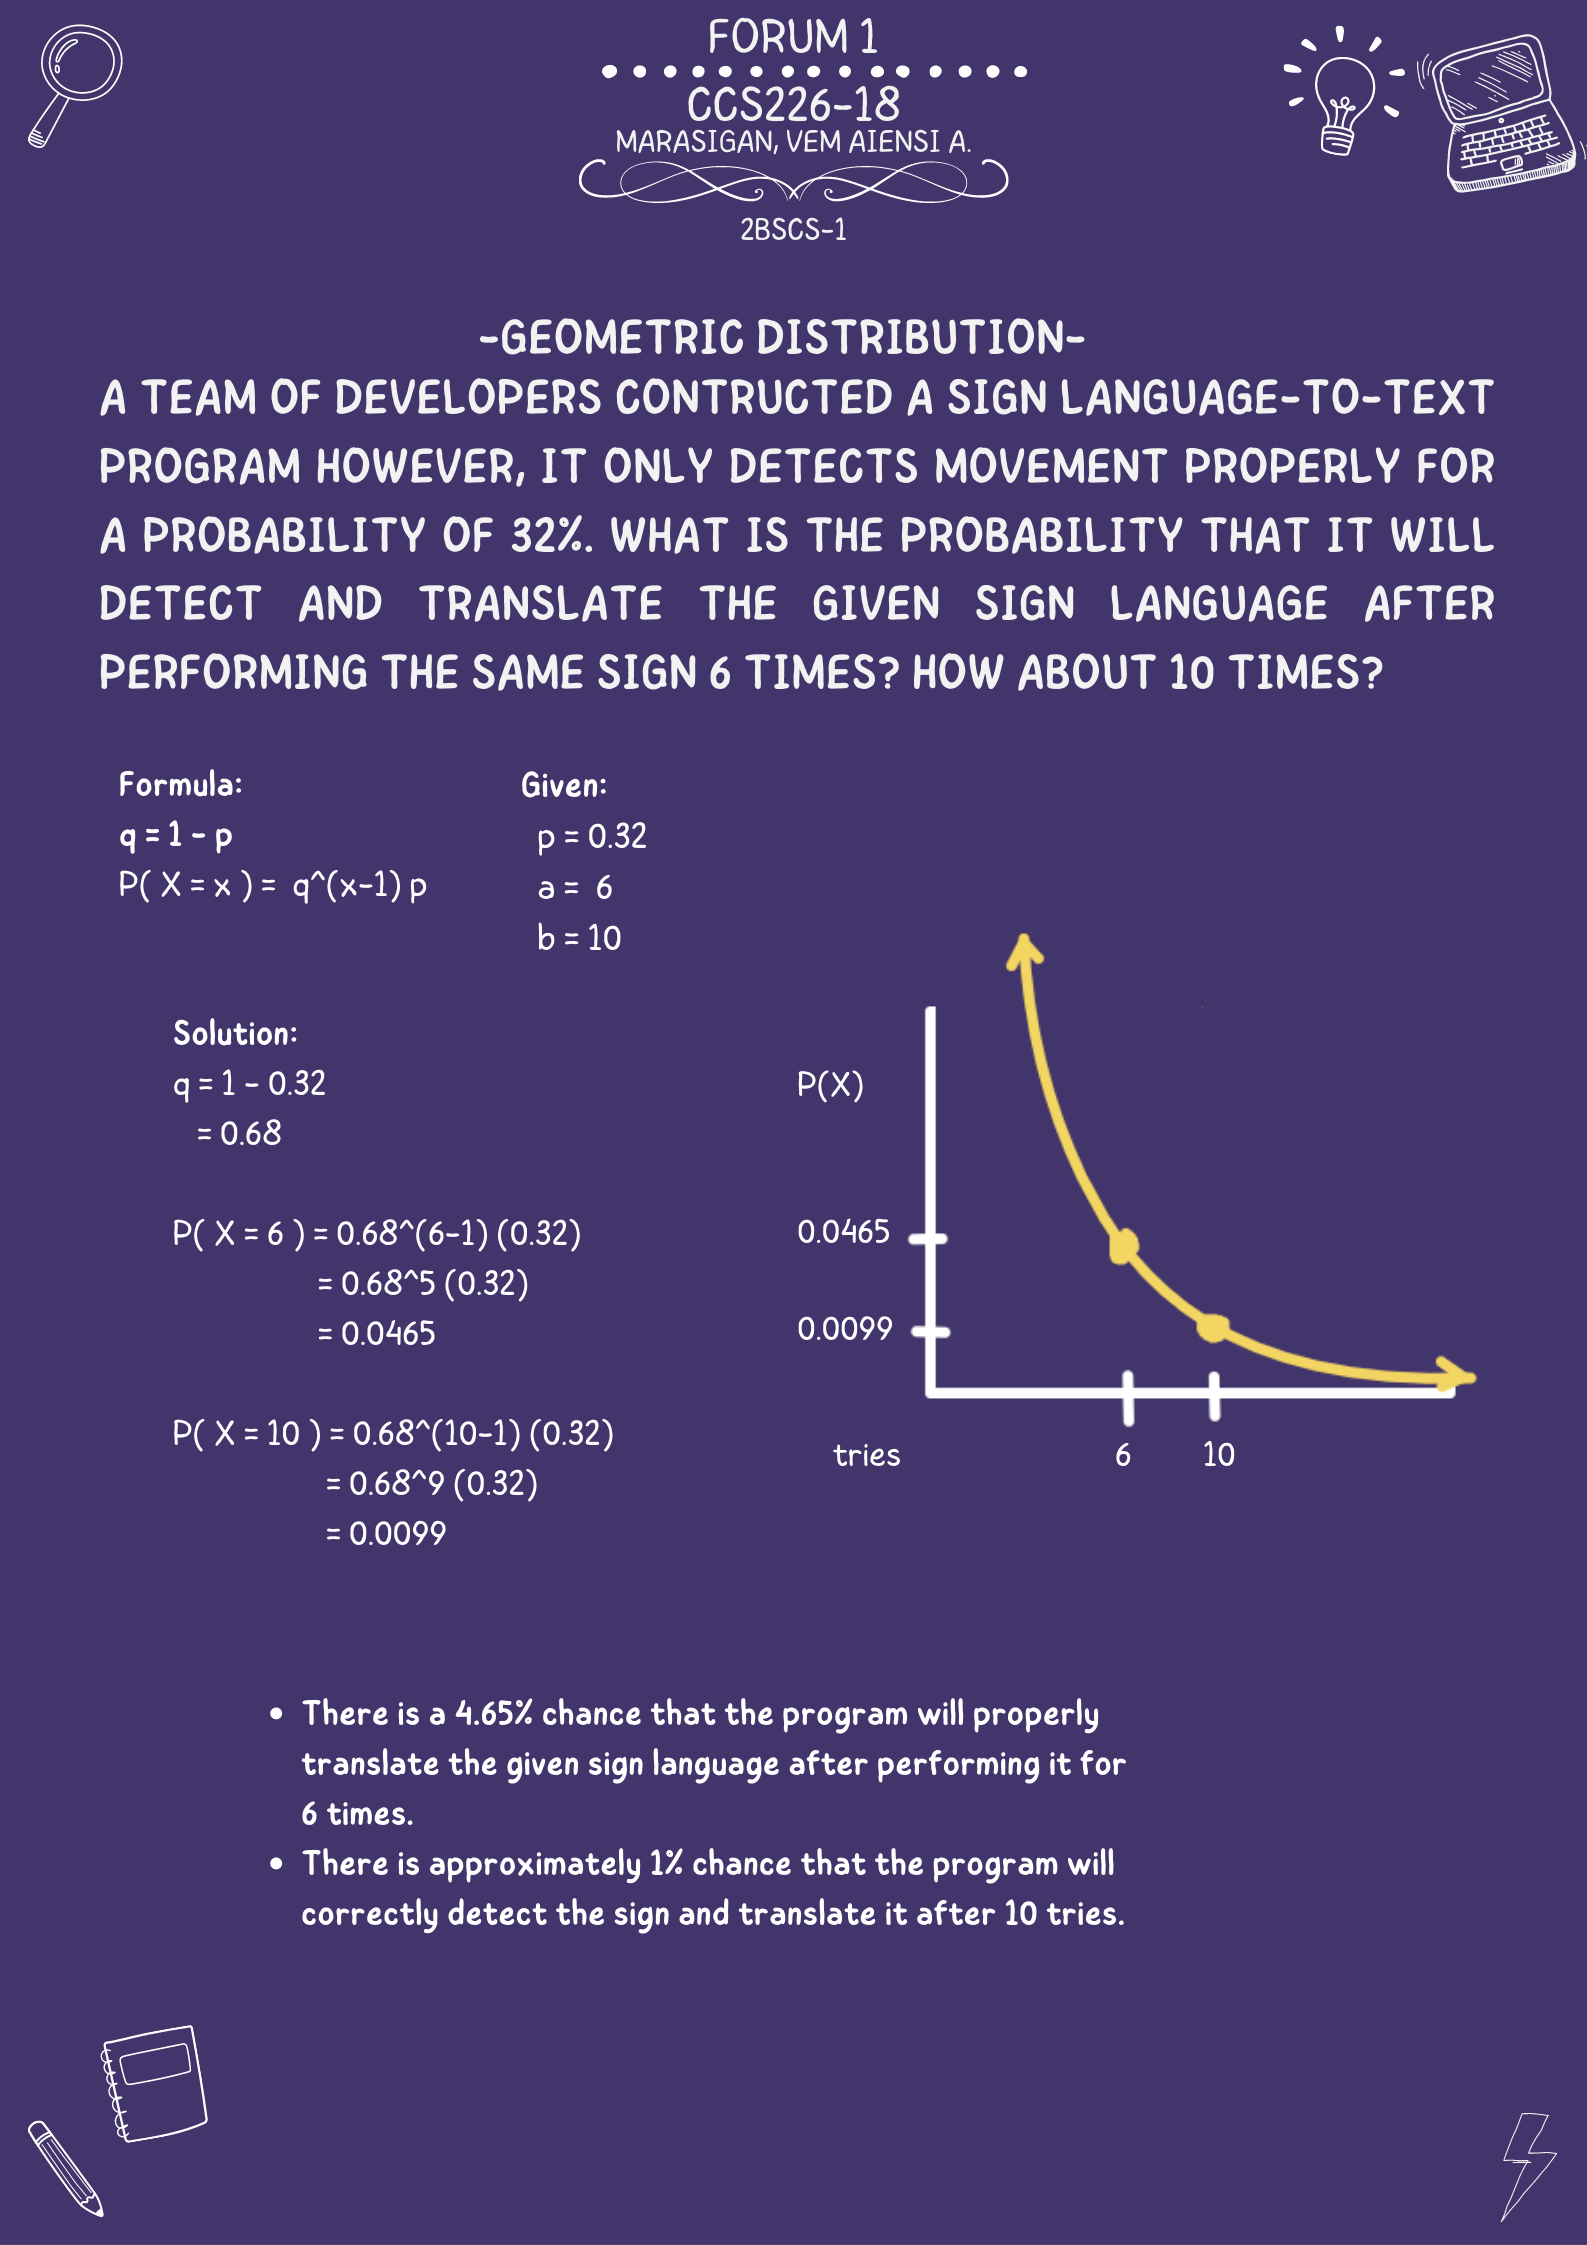 FORUM 1
CCS226-18
MARASIGAN, VEM AIENSI A.
2BSCS-1
-GEOMETRIC DISTRIBUTION-
A TEAM OF DEVELOPERS CONTRUCTED A SIGN LANGUAGE-TO-TEXT
PROGRAM HOWEVER, IT ONLY DETECTS MOVEMENT PROPERLY FOR
A PROBABILITY OF 32%. WHAT IS THE PROBABILITY THAT IT WILL
DETECT AND TRANSLATE THE GIVEN SIGN LANGUAGE AFTER
PERFORMING THE SAME SIGN 6 TIMES? HOW ABOUT 10 TIMES?
Formula:
q = 1 - p
P( X = x ) = q^(x-1) p
Given:
p = 0.32
a = 6
b = 10
Solution:
q = 1 - 0.32
= 0.68
P( X = 6 ) = 0.68^(6-1) (0.32)
= 0.68^5 (0.32)
= 0.0465
P( X = 10 ) = 0.68^(10-1) (0.32)
= 0.68^9 (0.32)
= 0.0099
P(X)
0.0465
0.0099
tries
6
10
• There is a 4.65% chance that the program will properly
translate the given sign language after performing it for
6 times.
• There is approximately 1% chance that the program will
correctly detect the sign and translate it after 10 tries.